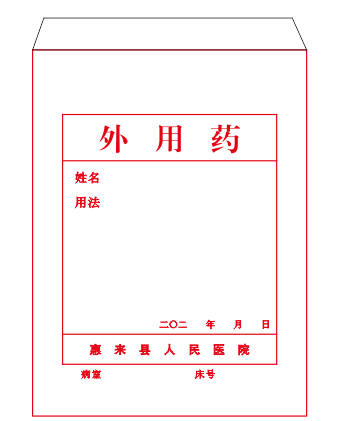 外用药
姓名
用法
二〇二 年 月 日
惠来县人民医院
病室 床号